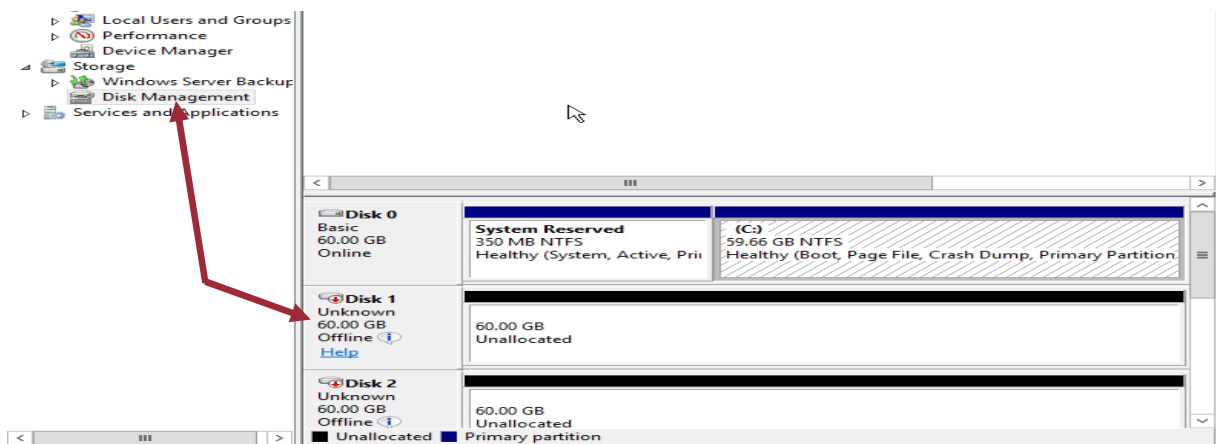 Local Users and Groups
Performance
Device Manager
Storage
Windows Server Backup
Disk Management
Services and Applications
Disk 0
Basic
60.00 GB
Online
System Reserved
350 MB NTFS
Healthy (System, Active, Pri
(C:)
59.66 GB NTFS
Healthy (Boot, Page File, Crash Dump, Primary Partition
Disk 1
Unknown
60.00 GB
Offline
Help
60.00 GB
Unallocated
Disk 2
Unknown
60.00 GB
Offline
60.00 GB
Unallocated
Unallocated Primary partition